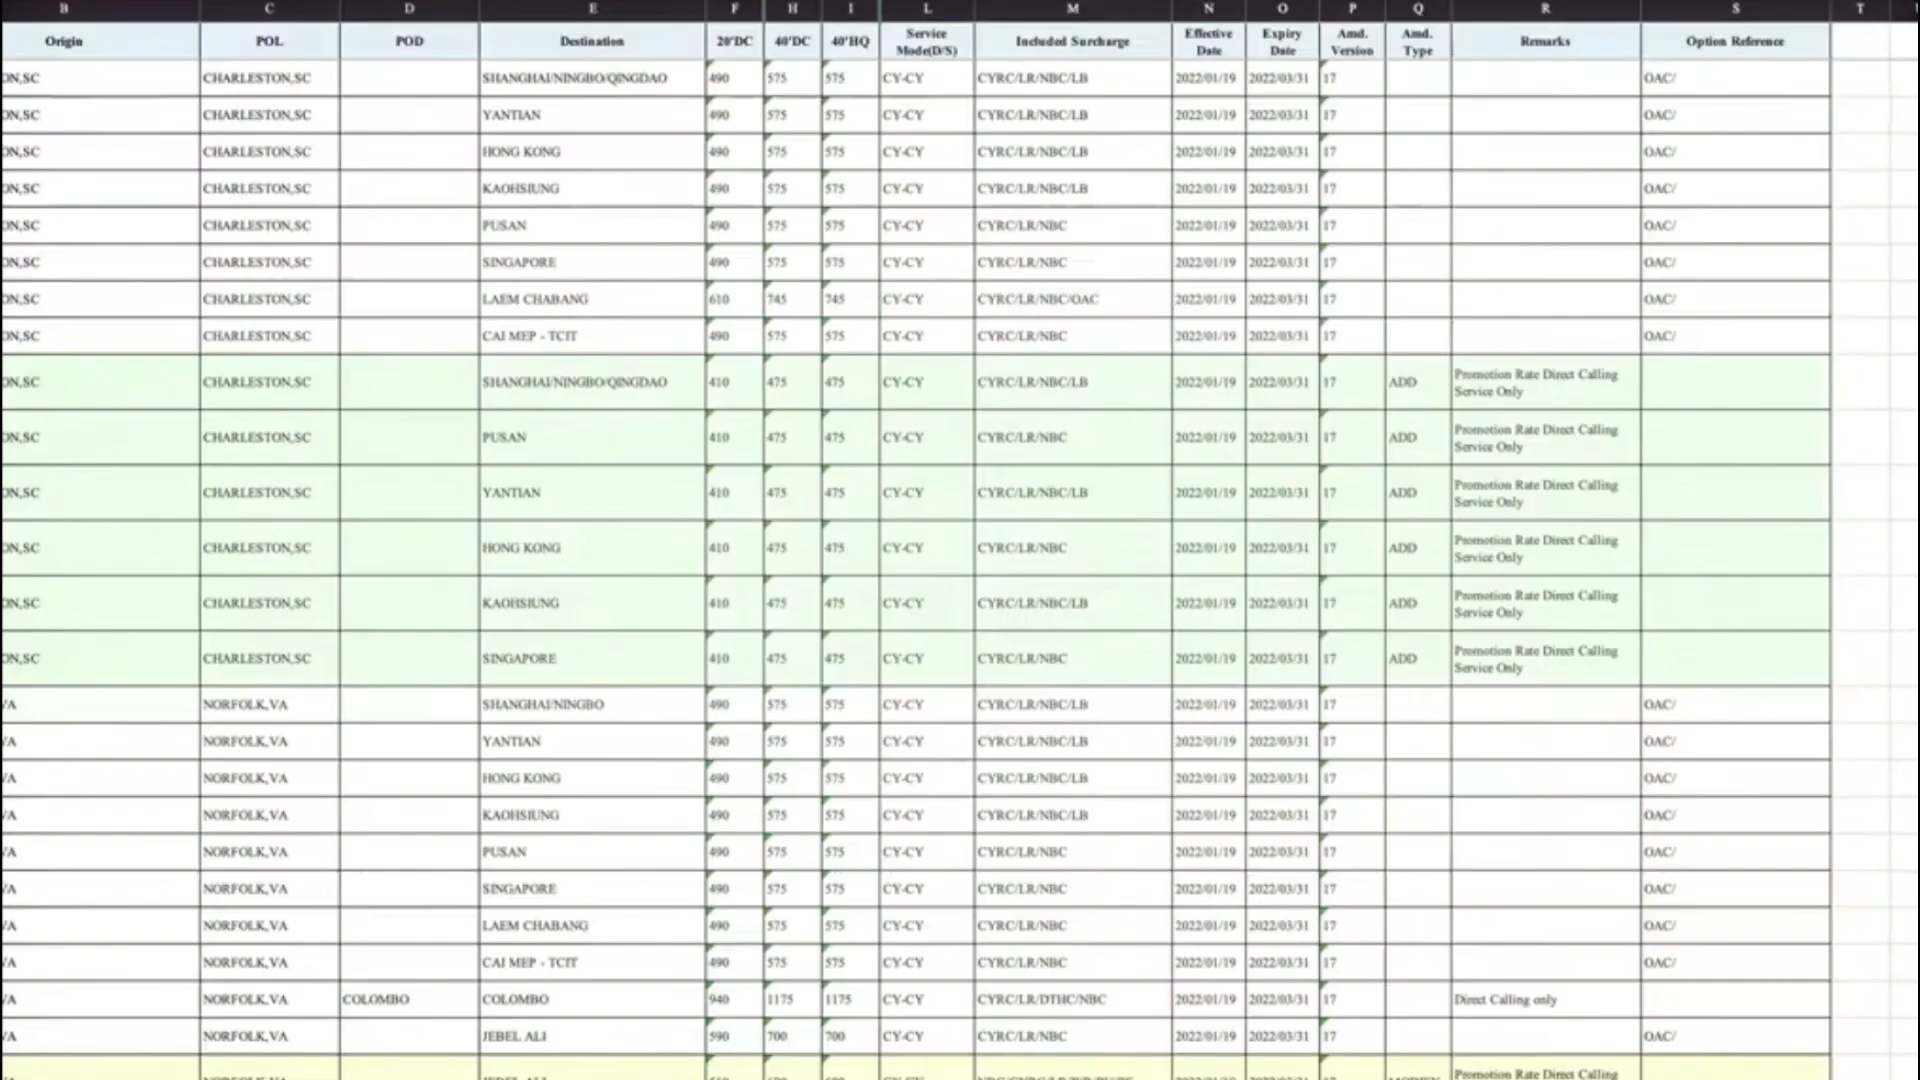 B C D E F H I L M N O P Q R S T
Origin POL POD Destination 20'DC 40'DC 40'HQ Service Mode(D/S) Included Surcharge Effective Date Expiry Date Amd. Version Amd. Type Remarks Option Reference
ON,SC CHARLESTON,SC SHANGHAI/NINGBO/QINGDAO 490 575 575 CY-CY CYRC/LR/NBC/LB 2022/01/19 2022/03/31 17 OAC/
ON,SC CHARLESTON,SC YANTIAN 490 575 575 CY-CY CYRC/LR/NBC/LB 2022/01/19 2022/03/31 17 OAC/
ON,SC CHARLESTON,SC HONG KONG 490 575 575 CY-CY CYRC/LR/NBC/LB 2022/01/19 2022/03/31 17 OAC/
ON,SC CHARLESTON,SC KAOHSIUNG 490 575 575 CY-CY CYRC/LR/NBC/LB 2022/01/19 2022/03/31 17 OAC/
ON,SC CHARLESTON,SC PUSAN 490 575 575 CY-CY CYRC/LR/NBC 2022/01/19 2022/03/31 17 OAC/
ON,SC CHARLESTON,SC SINGAPORE 490 575 575 CY-CY CYRC/LR/NBC 2022/01/19 2022/03/31 17 OAC/
ON,SC CHARLESTON,SC LAEM CHABANG 610 745 745 CY-CY CYRC/LR/NBC/OAC 2022/01/19 2022/03/31 17 OAC/
ON,SC CHARLESTON,SC CAI MEP - TCIT 490 575 575 CY-CY CYRC/LR/NBC 2022/01/19 2022/03/31 17 OAC/
ON,SC CHARLESTON,SC SHANGHAI/NINGBO/QINGDAO 410 475 475 CY-CY CYRC/LR/NBC/LB 2022/01/19 2022/03/31 17 ADD Promotion Rate Direct Calling Service Only
ON,SC CHARLESTON,SC PUSAN 410 475 475 CY-CY CYRC/LR/NBC 2022/01/19 2022/03/31 17 ADD Promotion Rate Direct Calling Service Only
ON,SC CHARLESTON,SC YANTIAN 410 475 475 CY-CY CYRC/LR/NBC/LB 2022/01/19 2022/03/31 17 ADD Promotion Rate Direct Calling Service Only
ON,SC CHARLESTON,SC HONG KONG 410 475 475 CY-CY CYRC/LR/NBC 2022/01/19 2022/03/31 17 ADD Promotion Rate Direct Calling Service Only
ON,SC CHARLESTON,SC KAOHSIUNG 410 475 475 CY-CY CYRC/LR/NBC/LB 2022/01/19 2022/03/31 17 ADD Promotion Rate Direct Calling Service Only
ON,SC CHARLESTON,SC SINGAPORE 410 475 475 CY-CY CYRC/LR/NBC 2022/01/19 2022/03/31 17 ADD Promotion Rate Direct Calling Service Only
VA NORFOLK,VA SHANGHAI/NINGBO 490 575 575 CY-CY CYRC/LR/NBC/LB 2022/01/19 2022/03/31 17 OAC/
VA NORFOLK,VA YANTIAN 490 575 575 CY-CY CYRC/LR/NBC/LB 2022/01/19 2022/03/31 17 OAC/
VA NORFOLK,VA HONG KONG 490 575 575 CY-CY CYRC/LR/NBC/LB 2022/01/19 2022/03/31 17 OAC/
VA NORFOLK,VA KAOHSIUNG 490 575 575 CY-CY CYRC/LR/NBC/LB 2022/01/19 2022/03/31 17 OAC/
VA NORFOLK,VA PUSAN 490 575 575 CY-CY CYRC/LR/NBC 2022/01/19 2022/03/31 17 OAC/
VA NORFOLK,VA SINGAPORE 490 575 575 CY-CY CYRC/LR/NBC 2022/01/19 2022/03/31 17 OAC/
VA NORFOLK,VA LAEM CHABANG 490 575 575 CY-CY CYRC/LR/NBC 2022/01/19 2022/03/31 17 OAC/
VA NORFOLK,VA CAI MEP - TCIT 490 575 575 CY-CY CYRC/LR/NBC 2022/01/19 2022/03/31 17 OAC/
VA NORFOLK,VA COLOMBO COLOMBO 940 1175 1175 CY-CY CYRC/LR/DTHC/NBC 2022/01/19 2022/03/31 17 Direct Calling only
VA NORFOLK,VA JEBEL ALI 590 700 700 CY-CY CYRC/LR/NBC 2022/01/19 2022/03/31 17 OAC/
Promotion Rate Direct Calling